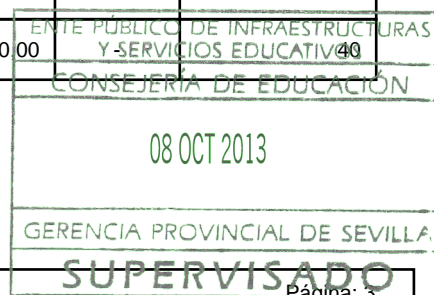 ENTE PÚBLICO DE INFRAESTRUCTURAS
0,00 - 40
Y SERVICIOS EDUCATIVOS
CONSEJERÍA DE EDUCACIÓN
08 OCT 2013
GERENCIA PROVINCIAL DE SEVILLA
SUPERVISADO
Página: 3